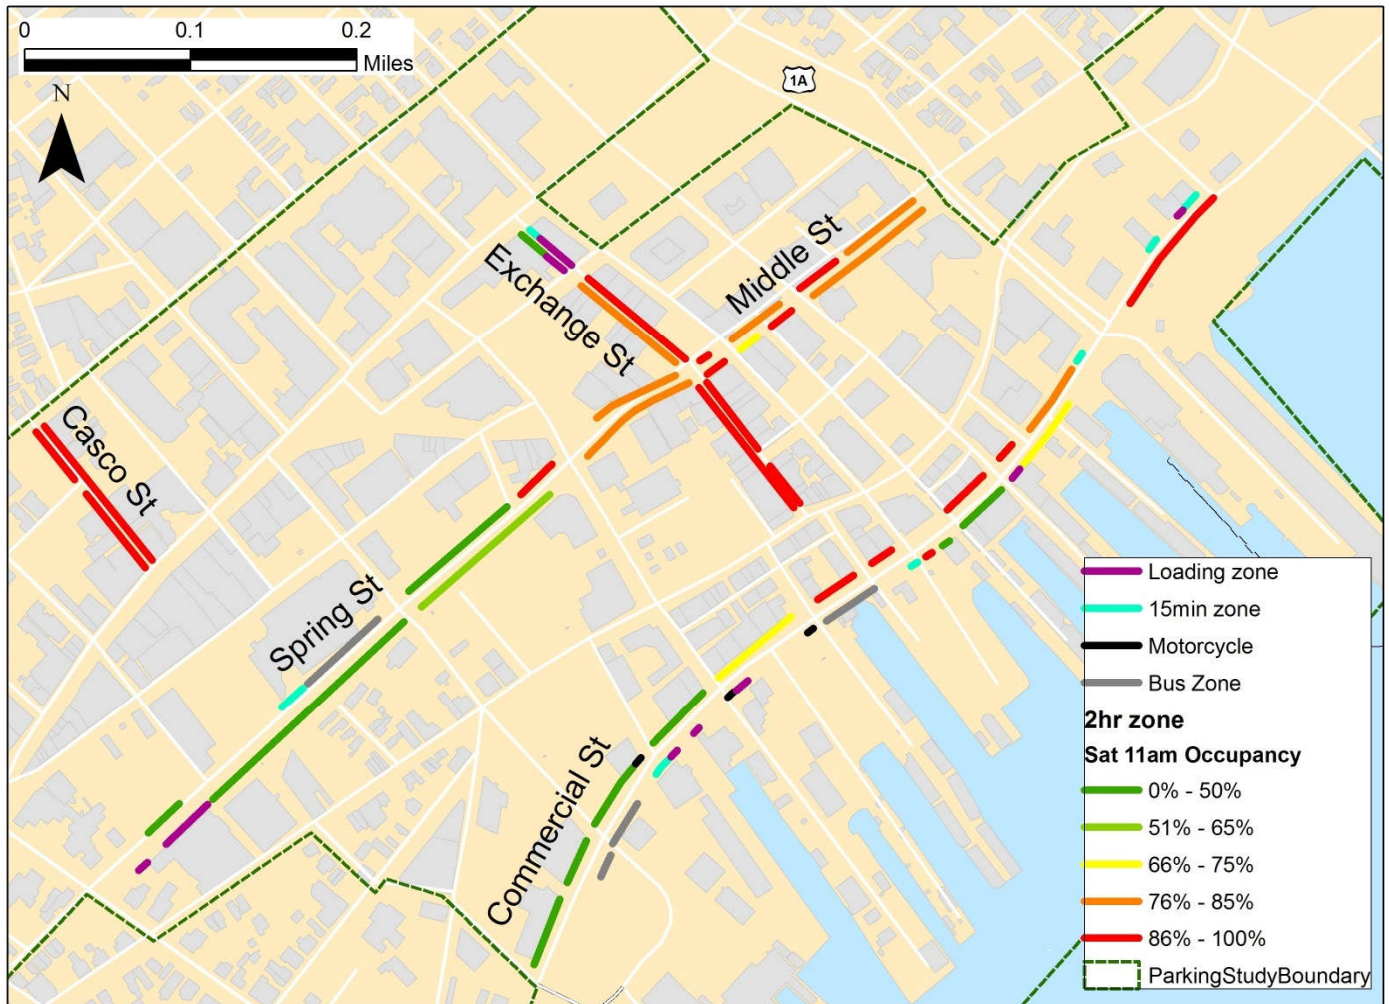 0 0.1 0.2
Miles
N
1A
Middle St
Exchange St
Casco St
Spring St
Commercial St
Loading zone
15min zone
Motorcycle
Bus Zone
2hr zone
Sat 11am Occupancy
0% - 50%
51% - 65%
66% - 75%
76% - 85%
86% - 100%
ParkingStudyBoundary